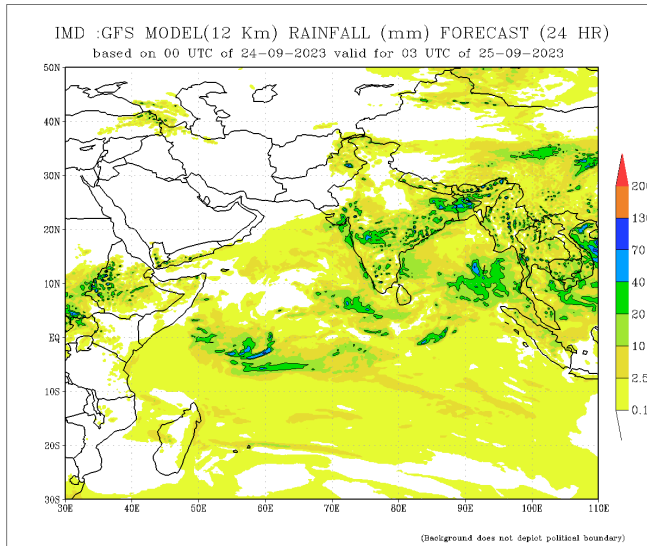 IMD :GFS MODEL(12 Km) RAINFALL (mm) FORECAST (24 HR)
based on 00 UTC of 24-09-2023 valid for 03 UTC of 25-09-2023
50N
40N
30N
20N
10N
EQ
10S
20S
30S
30E 40E 50E 60E 70E 80E 90E 100E 110E
200
130
70
40
20
10
2.5
0.1
(Background does not depict political boundary)